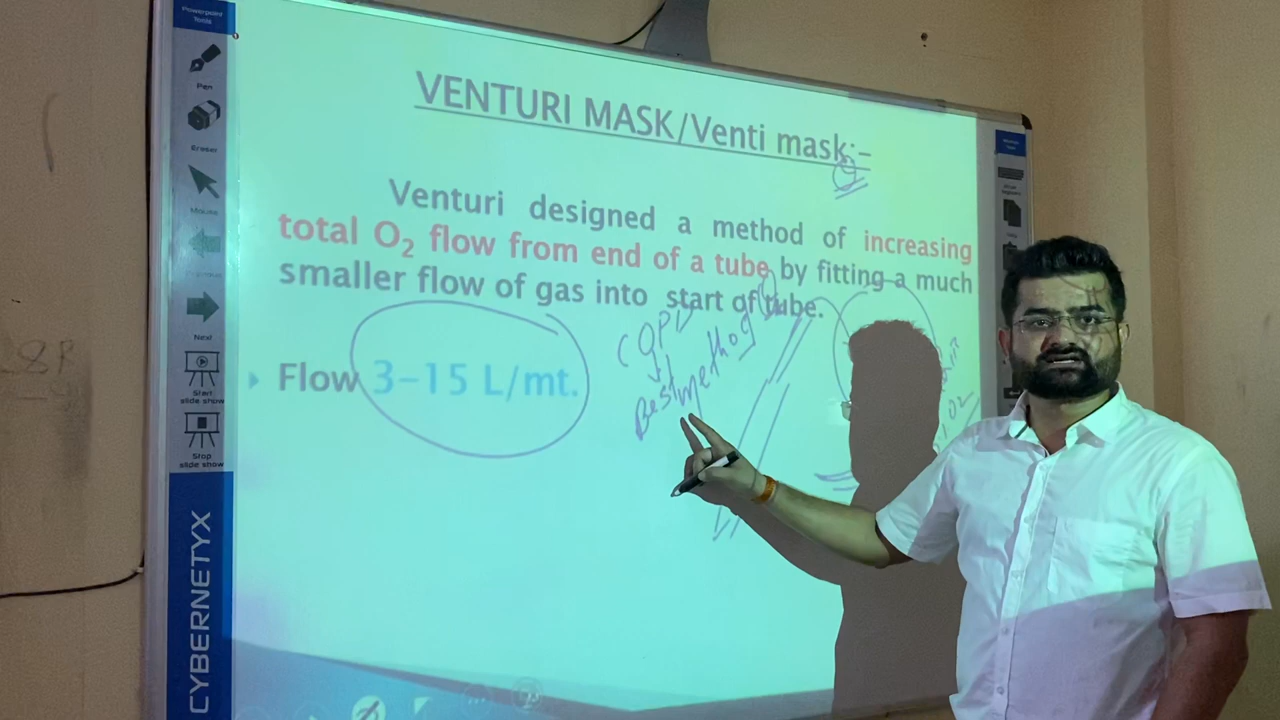 Powerpoint
Tools
Pen
Eraser
Mouse
Next
Start
slide show
Stop
slide show
CYBERNETYX
VENTURI MASK/Venti mask:-
Venturi designed a method of increasing
total O₂ flow from end of a tube by fitting a much
smaller flow of gas into start of tube.
Flow 3-15 L/mt.
COPD
Best method
O2